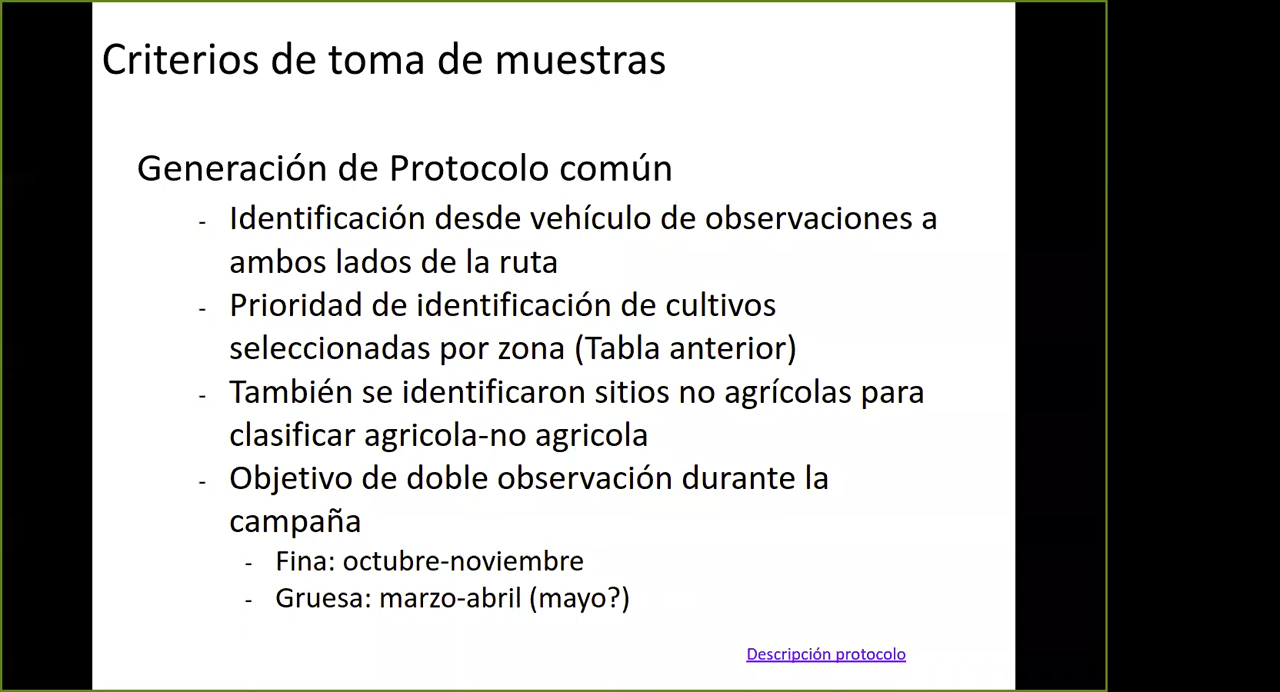 Criterios de toma de muestras
Generación de Protocolo común
- Identificación desde vehículo de observaciones a
ambos lados de la ruta
- Prioridad de identificación de cultivos
seleccionadas por zona (Tabla anterior)
- También se identificaron sitios no agrícolas para
clasificar agricola-no agricola
- Objetivo de doble observación durante la
campaña
- Fina: octubre-noviembre
- Gruesa: marzo-abril (mayo?)
Descripción protocolo